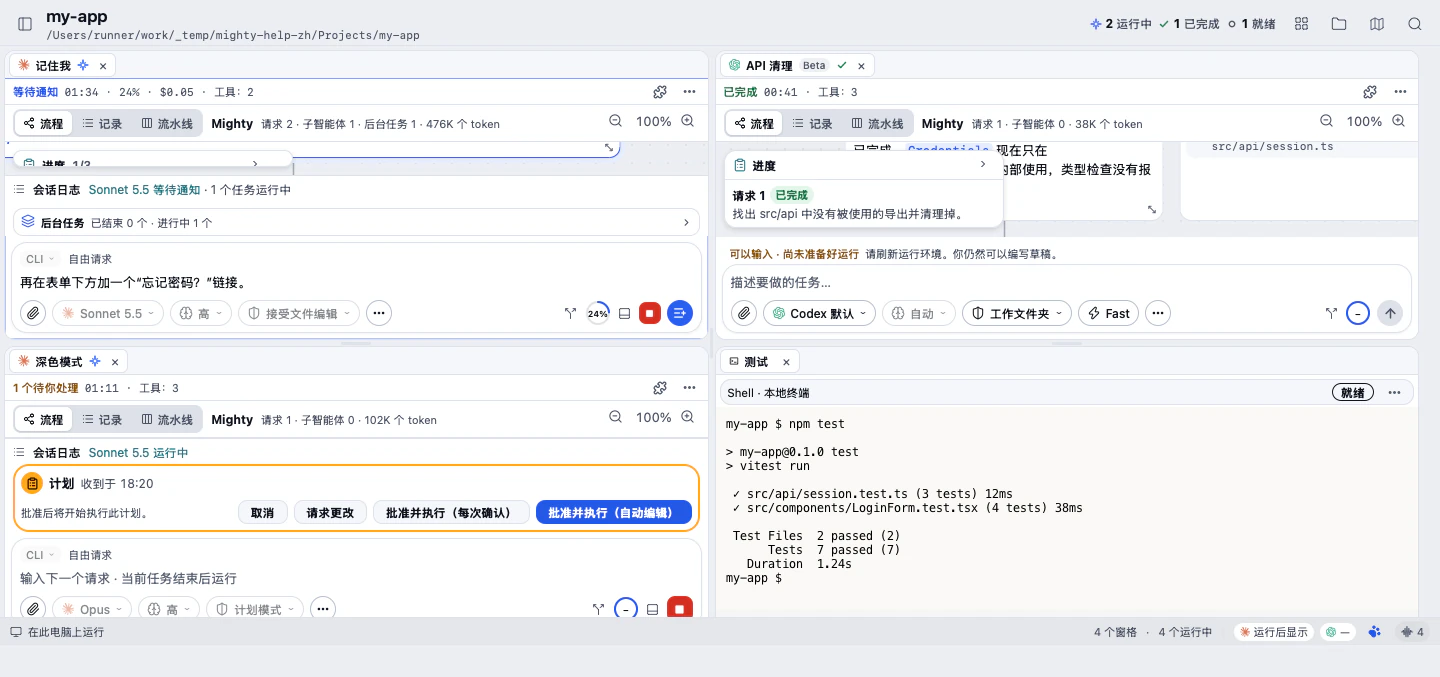 my-app
/Users/runner/work/_temp/mighty-help-zh/Projects/my-app
2 运行中 1 已完成 1 就绪
记住我
等待通知 01:34 · 24% · $0.05 · 工具: 2
流程 记录 流水线 Mighty 请求 2 · 子智能体 1 · 后台任务 1 · 476K 个 token 100%
进度 1/3
会话日志 Sonnet 5.5 等待通知 · 1 个任务运行中
后台任务 已结束 0 个 · 进行中 1 个
CLI 自由请求
再在表单下方加一个“忘记密码？”链接。
Sonnet 5.5 高 接受文件编辑 24%
API 清理 Beta
已完成 00:41 · 工具: 3
流程 记录 流水线 Mighty 请求 1 · 子智能体 0 · 38K 个 token 100%
已完成。 Credentials 现在只在
内部使用，类型检查没有报
src/api/session.ts
进度
请求 1 已完成
找出 src/api 中没有被使用的导出并清理掉。
可以输入 · 尚未准备好运行 请刷新运行环境。你仍然可以编写草稿。
描述要做的任务…
Codex 默认 自动 工作文件夹 Fast
深色模式
1 个待你处理 01:11 · 工具: 3
流程 记录 流水线 Mighty 请求 1 · 子智能体 0 · 102K 个 token 100%
会话日志 Sonnet 5.5 运行中
计划 收到于 18:20
批准后将开始执行此计划。 取消 请求更改 批准并执行（每次确认） 批准并执行（自动编辑）
CLI 自由请求
输入下一个请求 · 当前任务结束后运行
Opus 高 计划模式
测试
Shell · 本地终端 就绪
my-app $ npm test
> my-app@0.1.0 test
> vitest run
✓ src/api/session.test.ts (3 tests) 12ms
✓ src/components/LoginForm.test.tsx (4 tests) 38ms
Test Files 2 passed (2)
Tests 7 passed (7)
Duration 1.24s
my-app $
在此电脑上运行 4 个窗格 · 4 个运行中 运行后显示 — 4